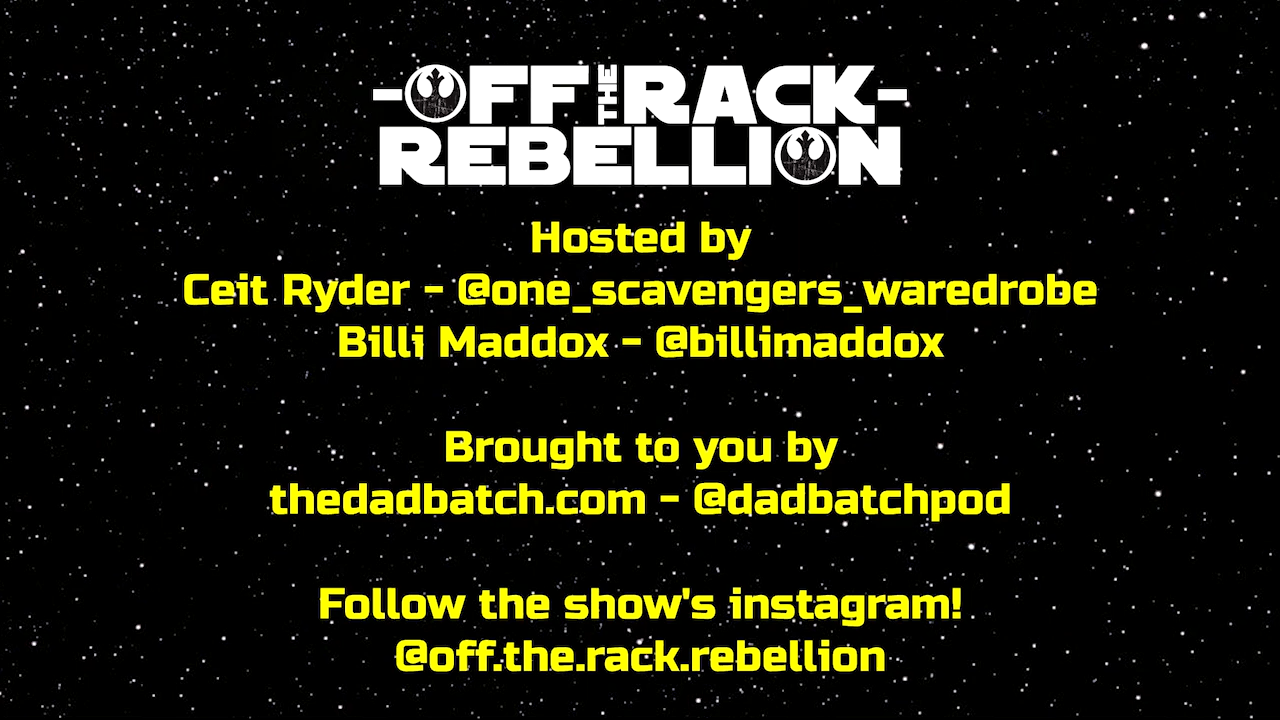 -OFF THE RACK-
REBELLION
Hosted by
Ceit Ryder - @one_scavengers_waredrobe
Billi Maddox - @billimaddox
Brought to you by
thedadbatch.com - @dadbatchpod
Follow the show's instagram!
@off.the.rack.rebellion